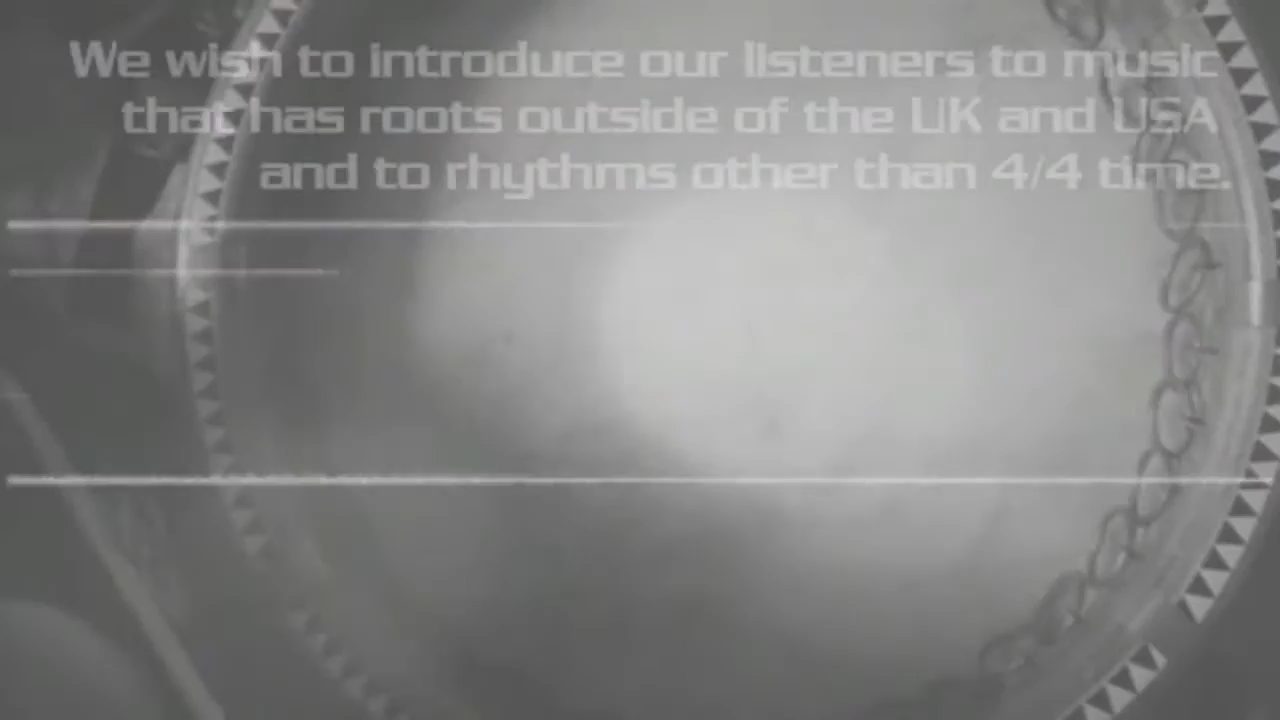 We wish to introduce our listeners to music
that has roots outside of the UK and USA
and to rhythms other than 4/4 time.